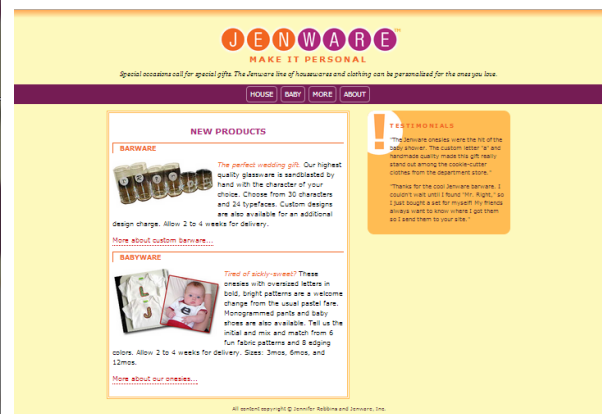 JENWARE™
MAKE IT PERSONAL
Special occasions call for special gifts. The Jenware line of housewares and clothing can be personalized for the ones you love.
HOUSE BABY MORE ABOUT
NEW PRODUCTS
BARWARE
The perfect wedding gift. Our highest
quality glassware is sandblasted by
hand with the character of your
choice. Choose from 30 characters
and 24 typefaces. Custom designs
are also available for an additional
design charge. Allow 2 to 4 weeks for delivery.
More about custom barware...
BABYWARE
Tired of sickly-sweet? These
onesies with oversized letters in
bold, bright patterns are a welcome
change from the usual pastel fare.
Monogrammed pants and baby
shoes are also available. Tell us the
initial and mix and match from 6
fun fabric patterns and 8 edging
colors. Allow 2 to 4 weeks for delivery. Sizes: 3mos, 6mos, and
12mos.
More about our onesies...
!
TESTIMONIALS
"The Jenware onesies were the hit of the
baby shower. The custom letter "a" and
handmade quality made this gift really
stand out among the cookie-cutter
clothes from the department store."
"Thanks for the cool Jenware barware. I
couldn't wait until I found "Mr. Right," so
I just bought a set for myself! My friends
always want to know where I got them
so I send them to your site."
All content copyright © Jennifer Robbins and Jenware, Inc.